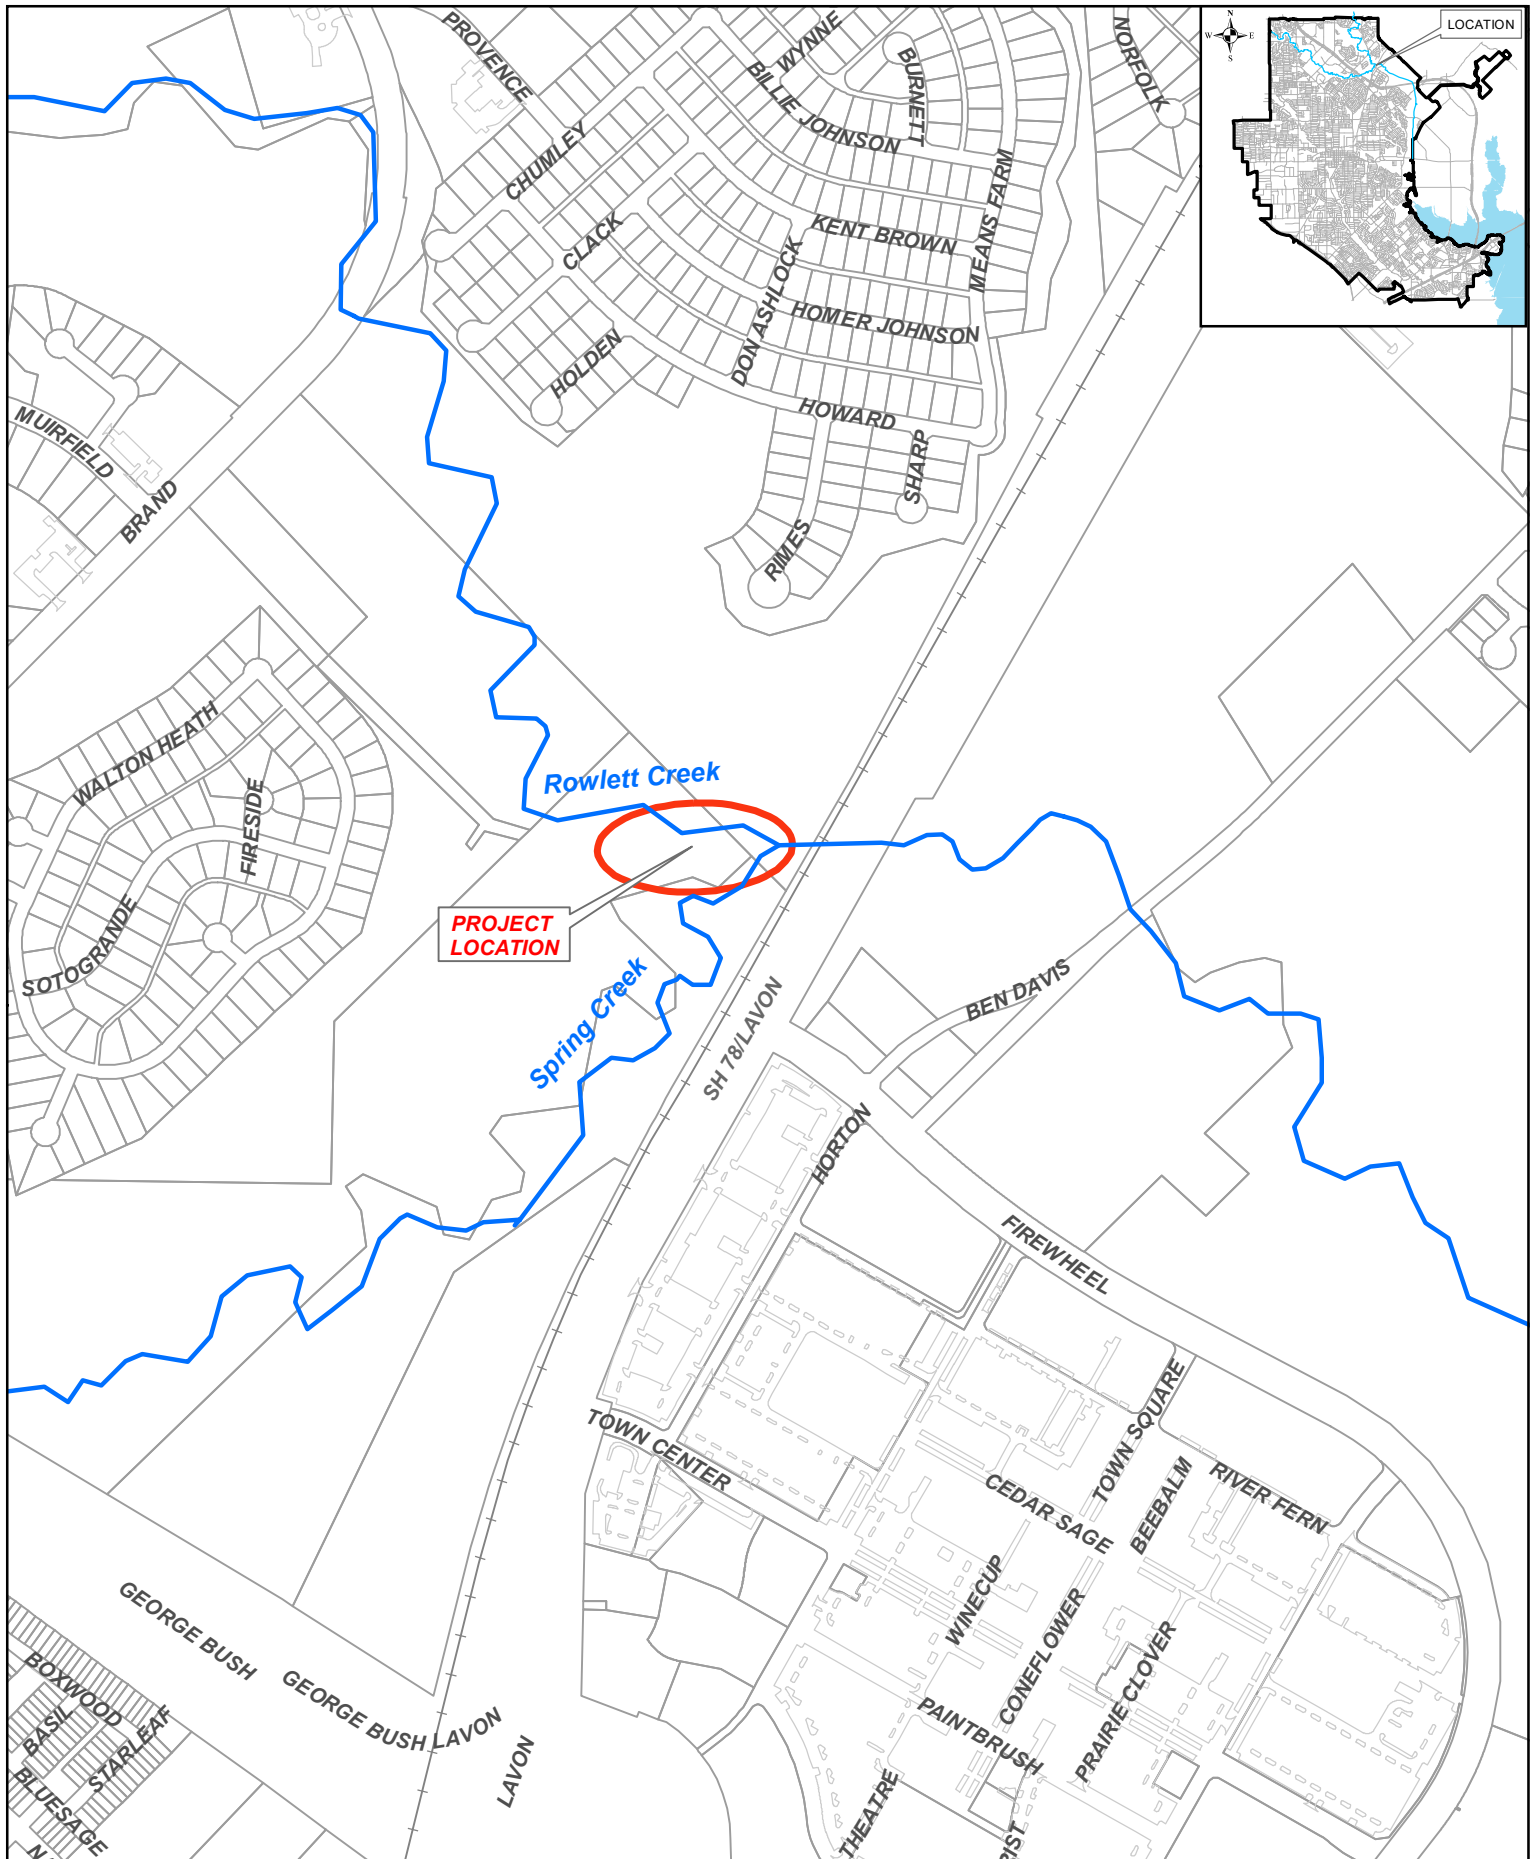 N
W
E
S
LOCATION
PROVENCE
WYNNE
BURNETT
NORFOLK
BILLIE JOHNSON
CHUMLEY
MEANS FARM
CLACK
KENT BROWN
DON ASHLOCK
HOMER JOHNSON
HOLDEN
HOWARD
SHARP
MUIRFIELD
BRAND
RIMES
WALTON HEATH
FIRESIDE
Rowlett Creek
SOTOGRANDE
PROJECT
LOCATION
Spring Creek
SH 78/LAVON
BEN DAVIS
HORTON
FIREWHEEL
TOWN SQUARE
TOWN CENTER
CEDAR SAGE
BEEBALM
RIVER FERN
WINECUP
CONEFLOWER
PRAIRIE CLOVER
PAINTBRUSH
GEORGE BUSH
GEORGE BUSH LAVON
LAVON
BOXWOOD
BASIL
STARLEAF
BLUESAGE
THEATRE